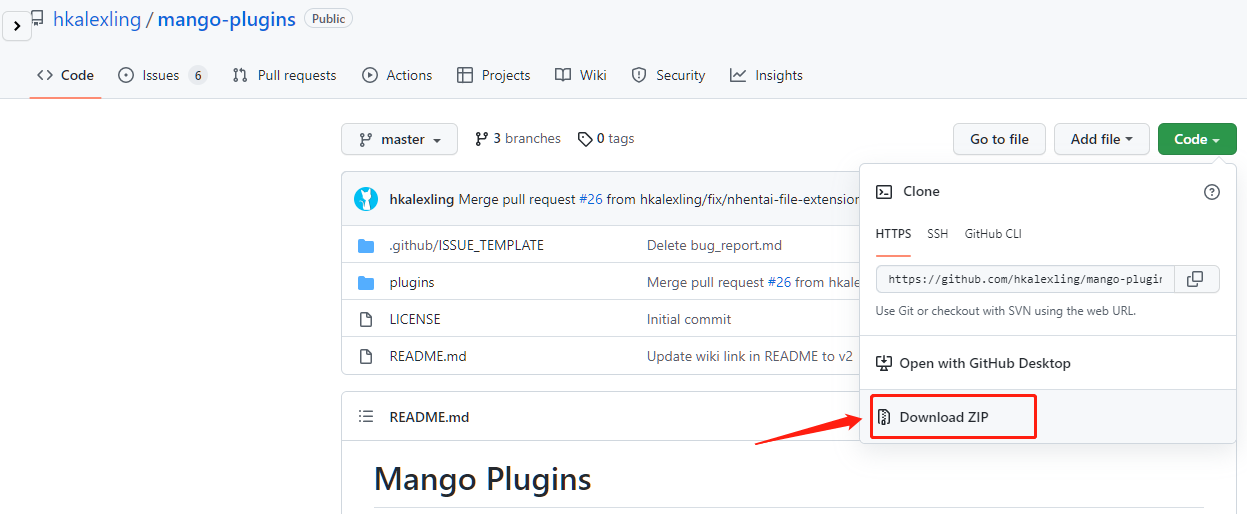 hkalexling / mango-plugins Public
Code Issues 6 Pull requests Actions Projects Wiki Security Insights
master 3 branches 0 tags Go to file Add file Code
hkalexling Merge pull request #26 from hkalexling/fix/nhentai-file-extension
.github/ISSUE_TEMPLATE Delete bug_report.md
plugins Merge pull request #26 from hkale
LICENSE Initial commit
README.md Update wiki link in README to v2
Clone
HTTPS SSH GitHub CLI
https://github.com/hkalexling/mango-plugin
Use Git or checkout with SVN using the web URL.
Open with GitHub Desktop
Download ZIP
README.md
Mango Plugins